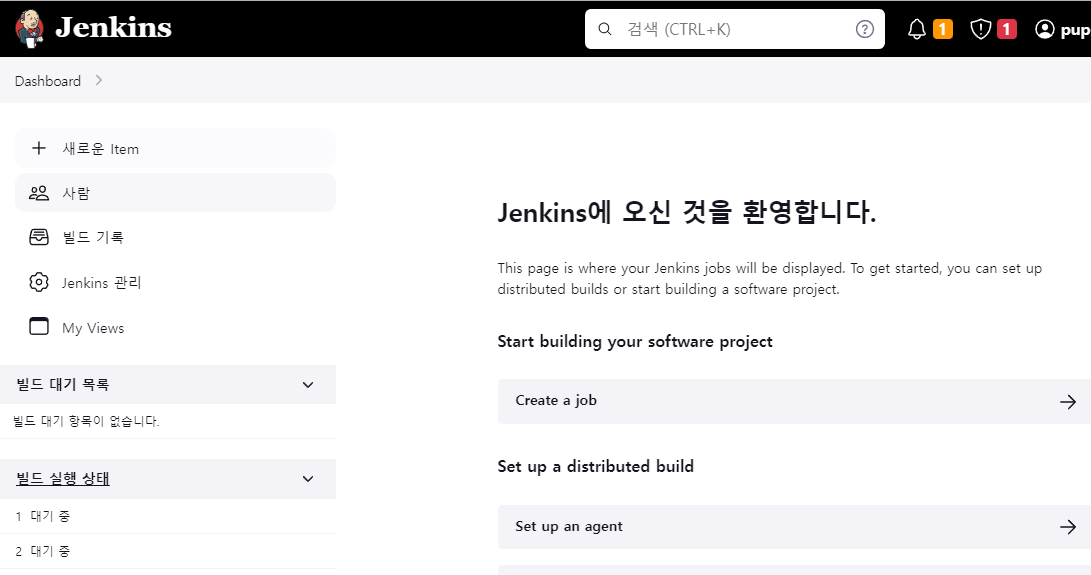 Jenkins
검색 (CTRL+K)
1
1
pup
Dashboard
새로운 Item
사람
빌드 기록
Jenkins 관리
My Views
빌드 대기 목록
빌드 대기 항목이 없습니다.
빌드 실행 상태
1 대기 중
2 대기 중
Jenkins에 오신 것을 환영합니다.
This page is where your Jenkins jobs will be displayed. To get started, you can set up
distributed builds or start building a software project.
Start building your software project
Create a job
Set up a distributed build
Set up an agent